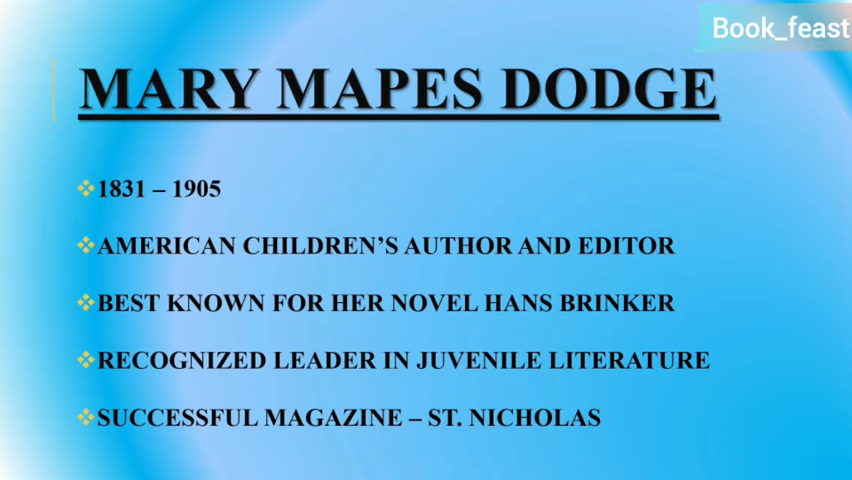 Book_feast
MARY MAPES DODGE
1831 – 1905
AMERICAN CHILDREN’S AUTHOR AND EDITOR
BEST KNOWN FOR HER NOVEL HANS BRINKER
RECOGNIZED LEADER IN JUVENILE LITERATURE
SUCCESSFUL MAGAZINE – ST. NICHOLAS